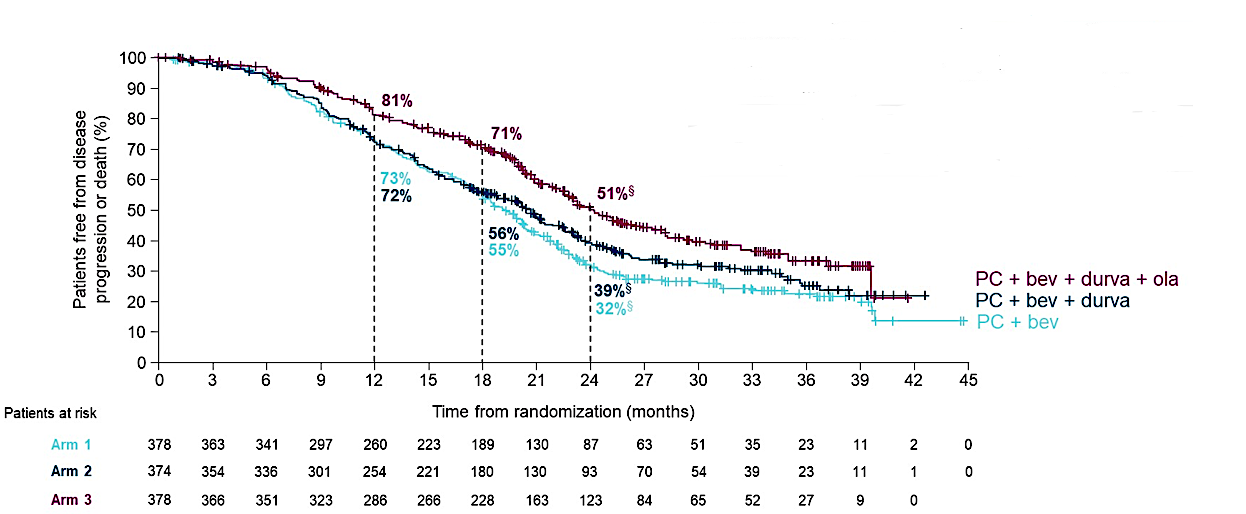 Patients free from disease
progression or death (%)
100
90
80
70
60
50
40
30
20
10
0
81%
71%
51%§
73%
72%
56%
55%
39%§
32%§
PC + bev + durva + ola
PC + bev + durva
PC + bev
0 3 6 9 12 15 18 21 24 27 30 33 36 39 42 45
Time from randomization (months)
Patients at risk
Arm 1 378 363 341 297 260 223 189 130 87 63 51 35 23 11 2 0
Arm 2 374 354 336 301 254 221 180 130 93 70 54 39 23 11 1 0
Arm 3 378 366 351 323 286 266 228 163 123 84 65 52 27 9 0